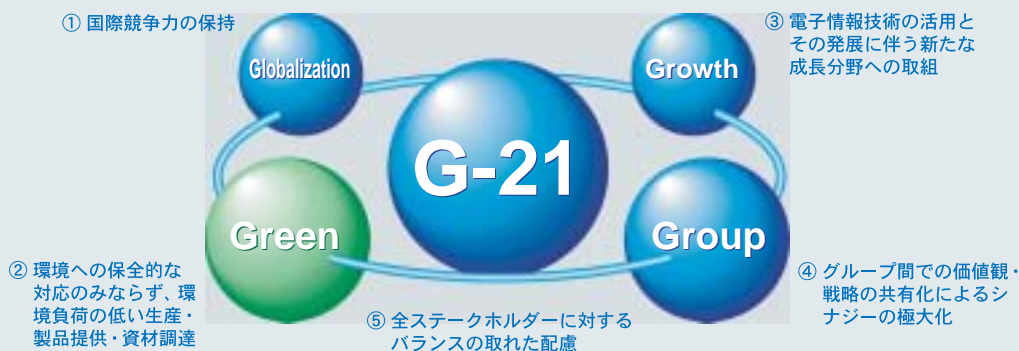 ① 国際競争力の保持
③ 電子情報技術の活用と
その発展に伴う新たな
成長分野への取組
Globalization
Growth
G-21
Green
Group
② 環境への保全的な
対応のみならず、環
境負荷の低い生産・
製品提供・資材調達
④ グループ間での価値観・
戦略の共有化によるシ
ナジーの極大化
⑤ 全ステークホルダーに対する
バランスの取れた配慮